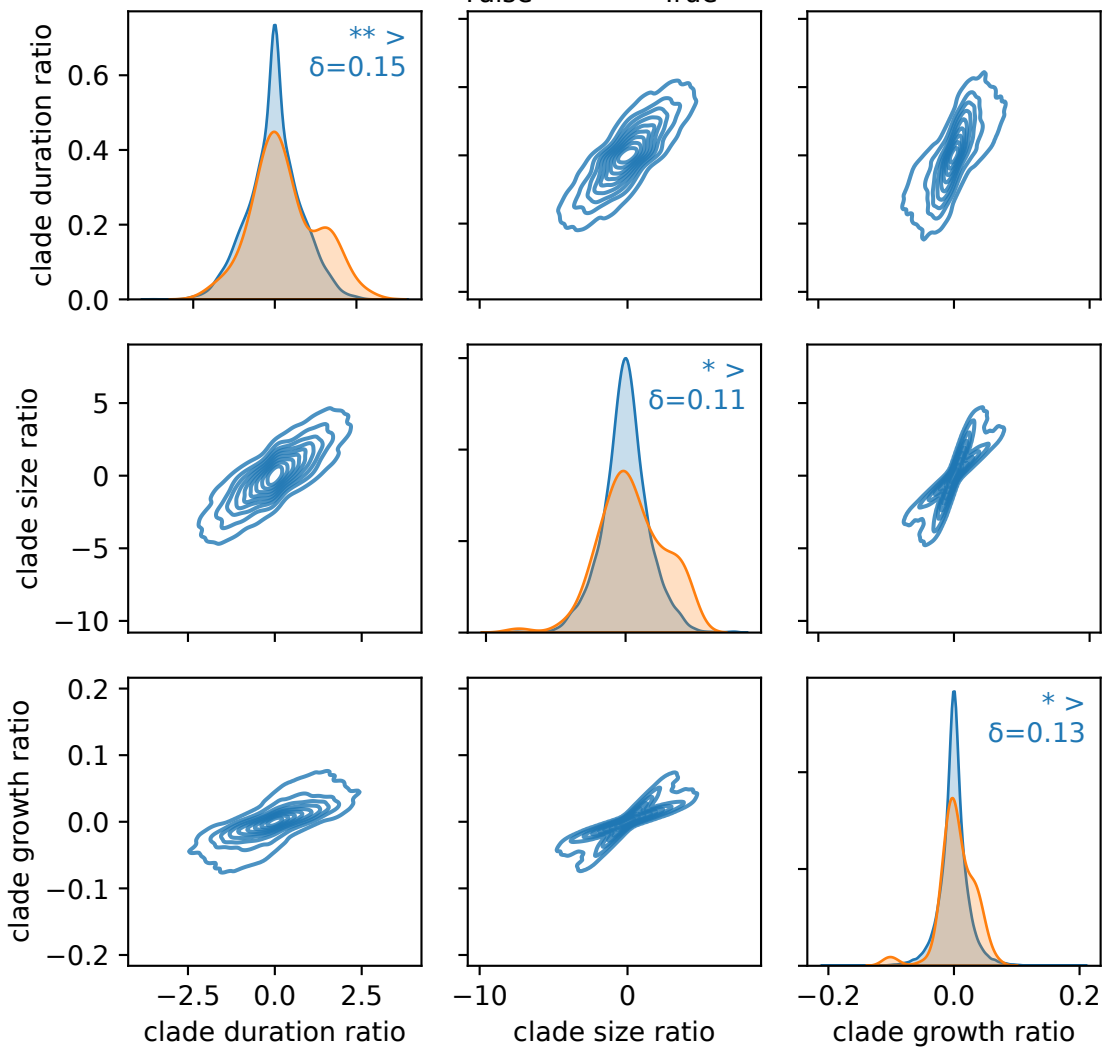 False True
clade duration ratio
0.6
0.4
0.2
0.0
** >
δ=0.15
clade size ratio
5
0
−5
−10
* >
δ=0.11
clade growth ratio
0.2
0.1
0.0
−0.1
−0.2
* >
δ=0.13
−2.5 0.0 2.5
−10 0
−0.2 0.0 0.2
clade duration ratio
clade size ratio
clade growth ratio